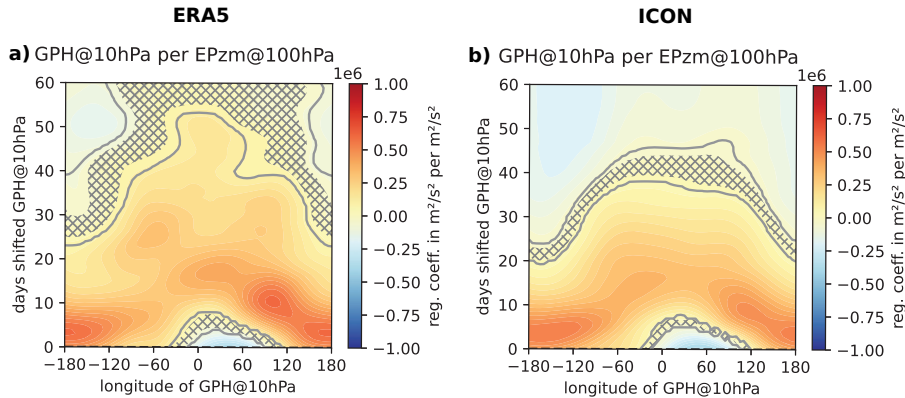 ERA5
ICON
a) GPH@10hPa per EPzm@100hPa
b) GPH@10hPa per EPzm@100hPa
1e6
1e6
60
50
40
30
20
10
0
days shifted GPH@10hPa
−180 −120 −60 0 60 120 180
longitude of GPH@10hPa
1.00
0.75
0.50
0.25
0.00
−0.25
−0.50
−0.75
−1.00
reg. coeff. in m²/s² per m²/s²
60
50
40
30
20
10
0
days shifted GPH@10hPa
−180 −120 −60 0 60 120 180
longitude of GPH@10hPa
1.00
0.75
0.50
0.25
0.00
−0.25
−0.50
−0.75
−1.00
reg. coeff. in m²/s² per m²/s²